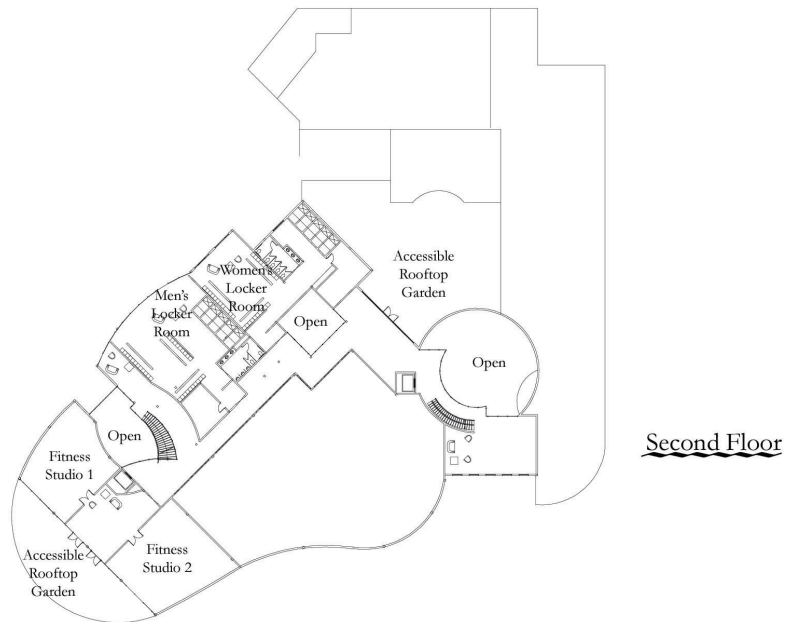 Accessible
Rooftop
Garden
Women's
Locker
Room
Men's
Locker
Room
Open
Open
Open
Second Floor
Fitness
Studio 1
Fitness
Studio 2
Accessible
Rooftop
Garden